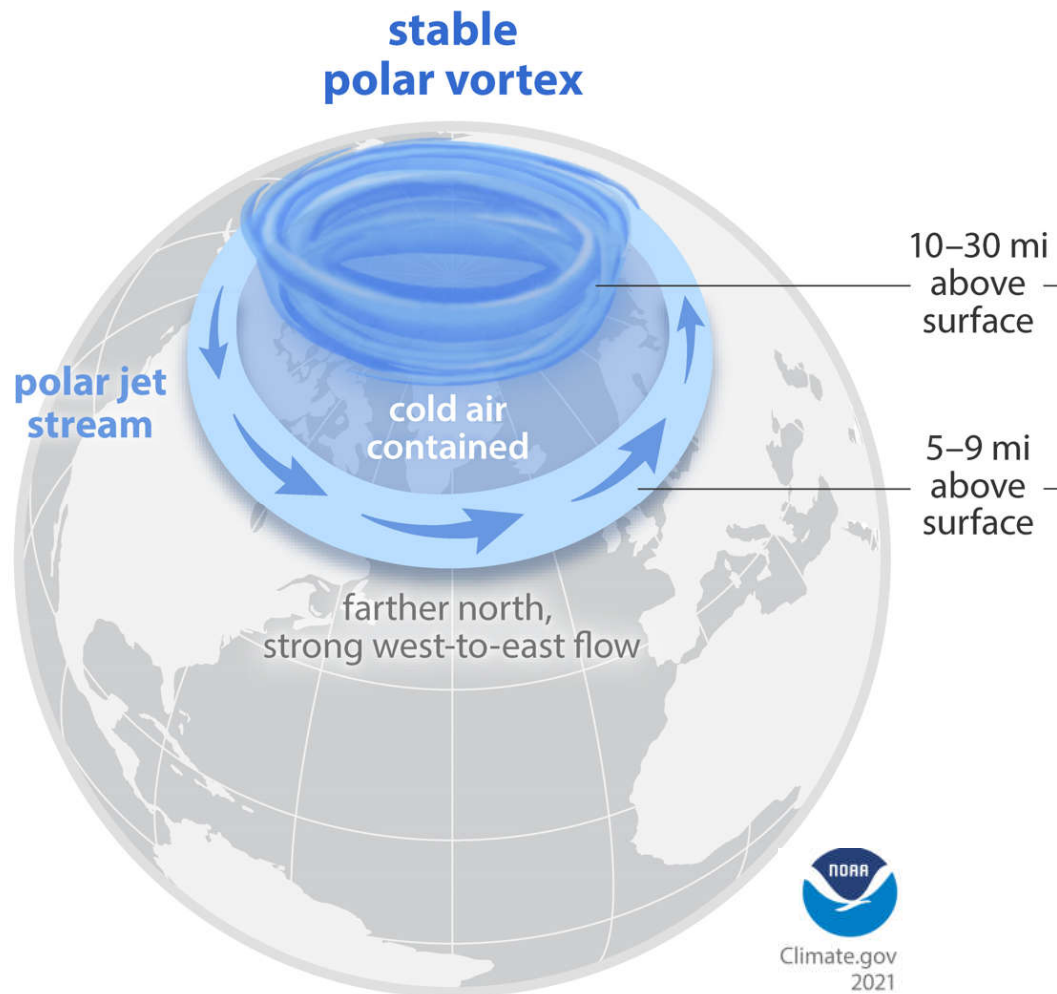 stable
polar vortex
10–30 mi
above
surface
polar jet
stream
cold air
contained
5–9 mi
above
surface
farther north,
strong west-to-east flow
NOAA
Climate.gov
2021